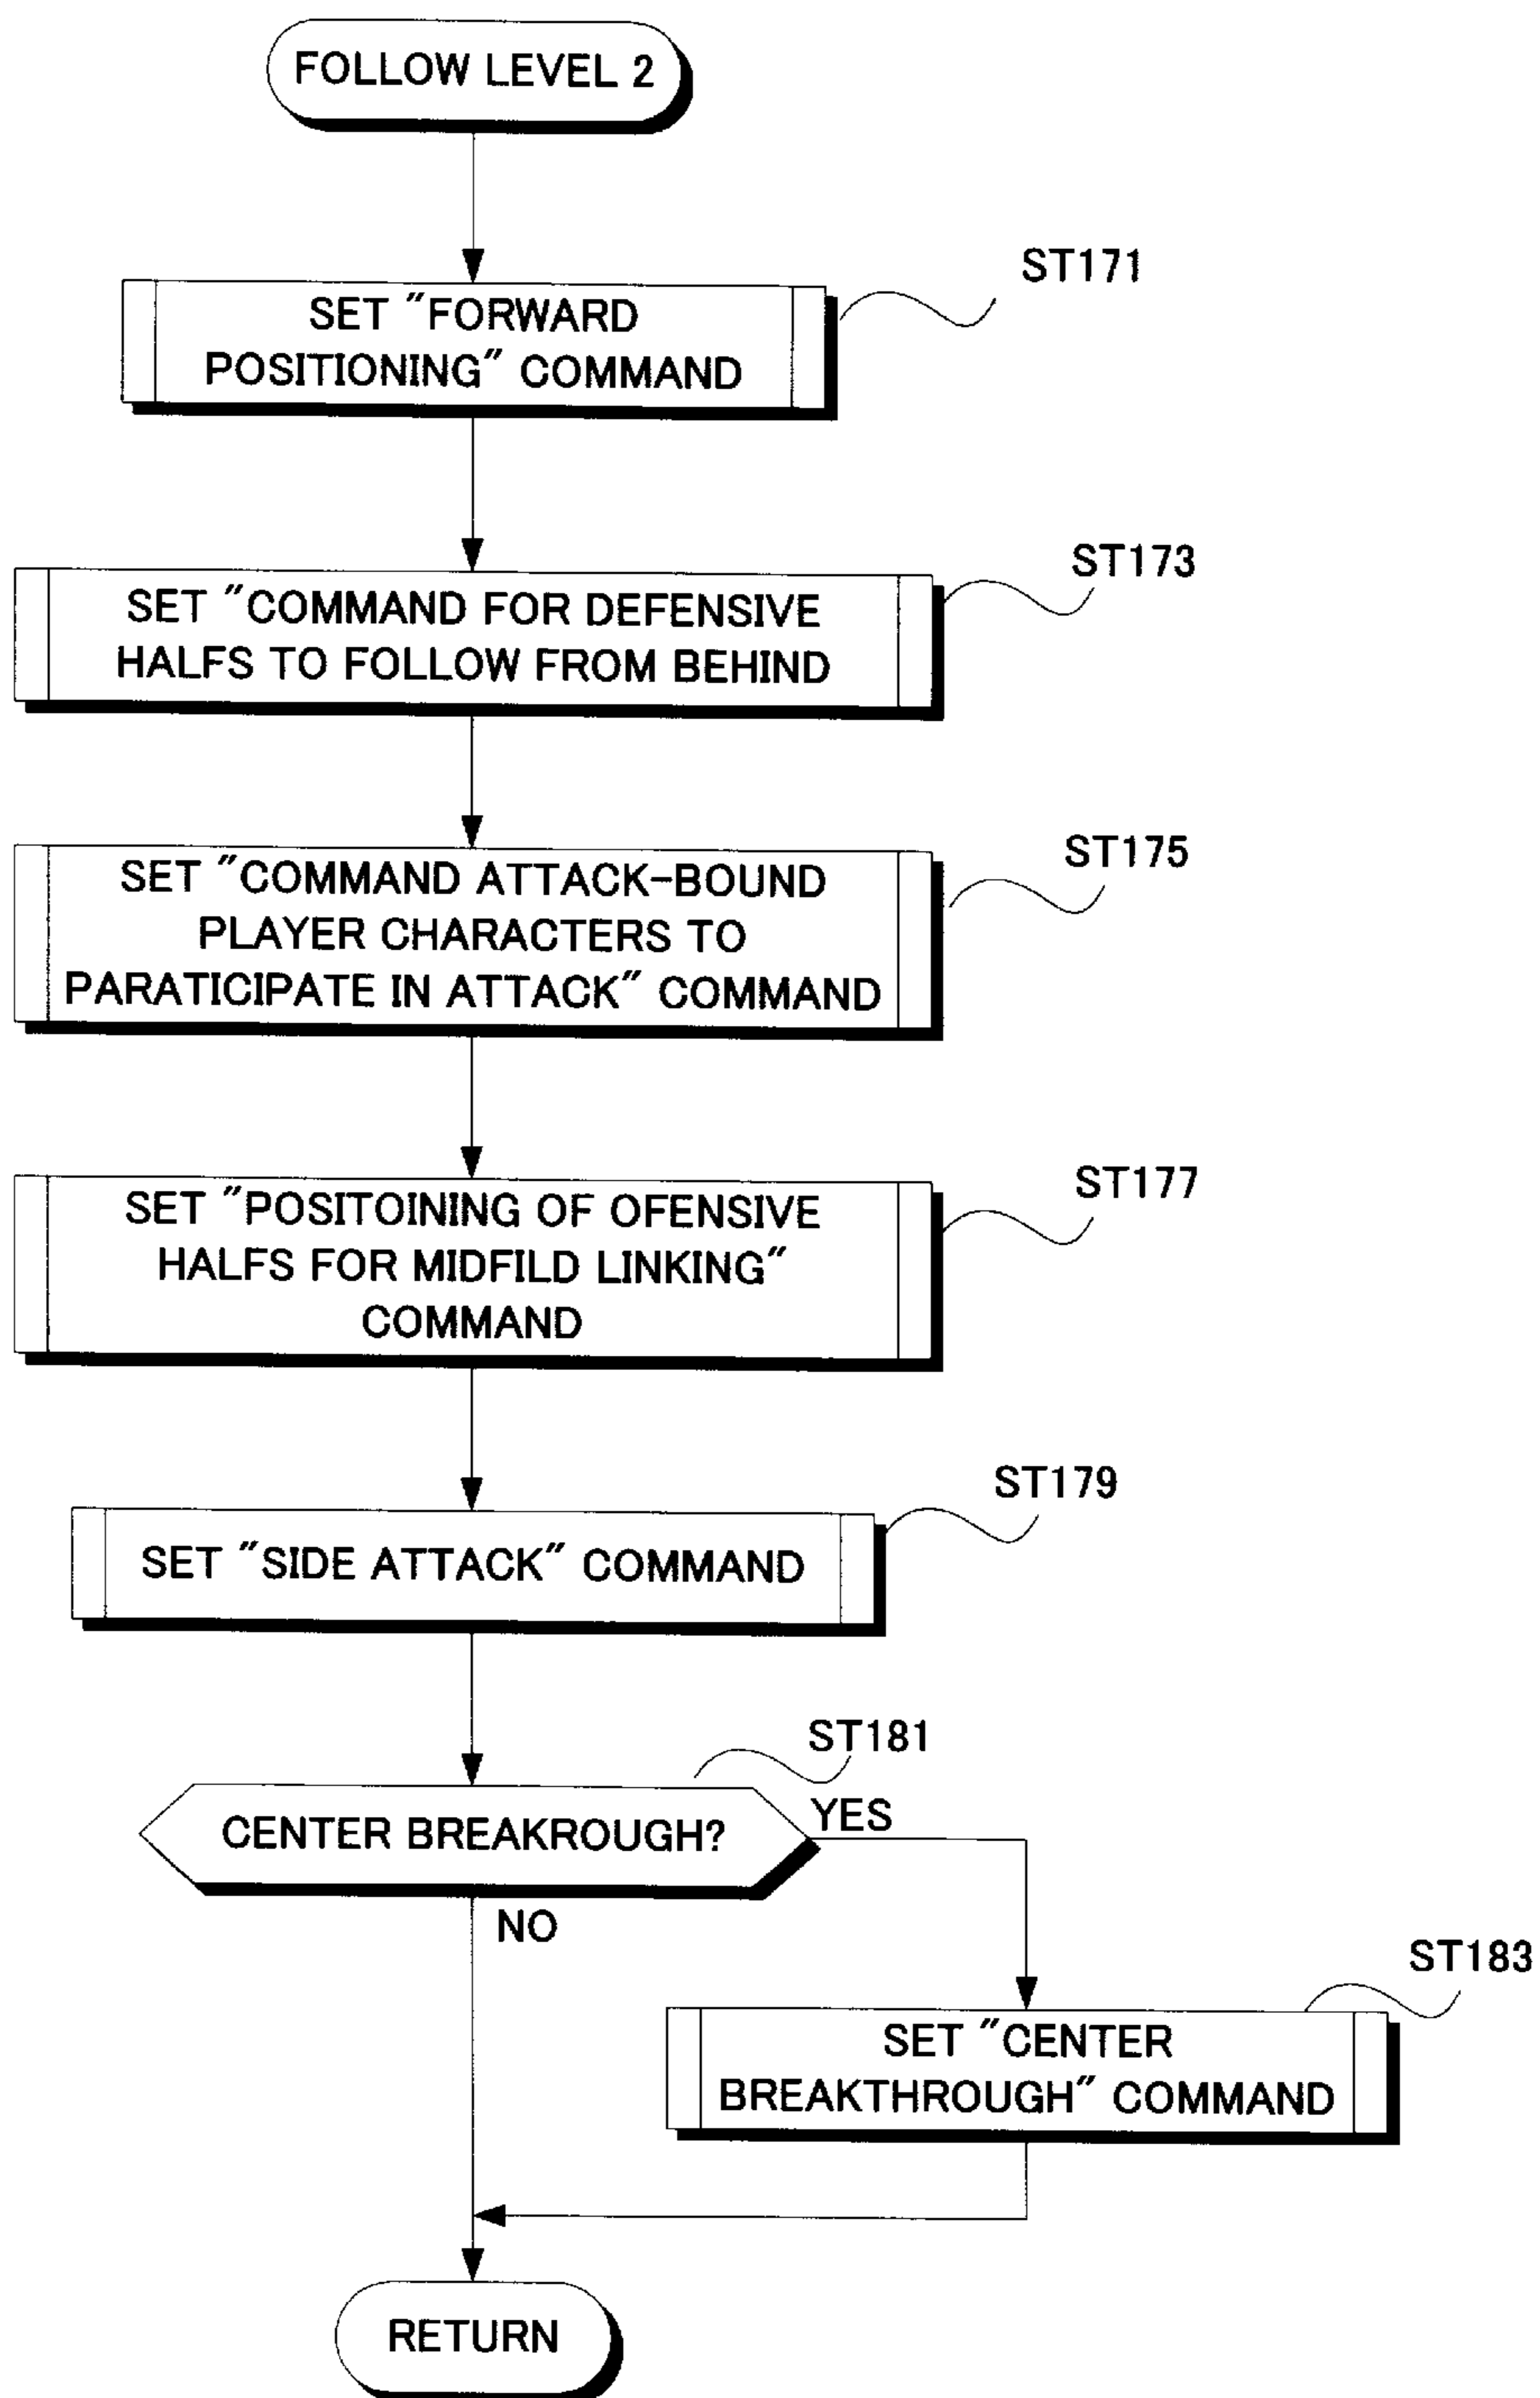 FOLLOW LEVEL 2
ST171
SET "FORWARD
POSITIONING" COMMAND
ST173
SET "COMMAND FOR DEFENSIVE
HALFS TO FOLLOW FROM BEHIND
ST175
SET "COMMAND ATTACK-BOUND
PLAYER CHARACTERS TO
PARATICIPATE IN ATTACK" COMMAND
ST177
SET "POSITOINING OF OFENSIVE
HALFS FOR MIDFILD LINKING"
COMMAND
ST179
SET "SIDE ATTACK" COMMAND
ST181
CENTER BREAKROUGH?
YES
NO
ST183
SET "CENTER
BREAKTHROUGH" COMMAND
RETURN